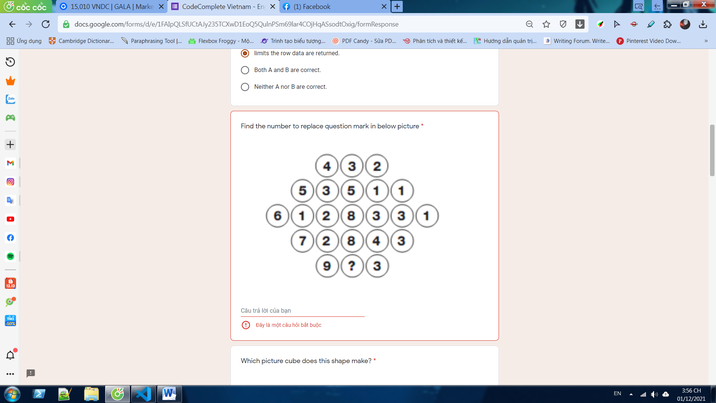 cốc cốc
15.010 VNDC | GALA | Marke
CodeComplete Vietnam - En
(1) Facebook
docs.google.com/forms/d/e/1FAIpQLSfUCtAJy235TCXwD1EoQSQulnPSm69Iar4COJHqASsodtOxig/formResponse
Ứng dụng
Cambridge Dictionar...
Paraphrasing Tool |...
Flexbox Froggy - Mộ...
Trình tạo biểu tượng...
PDF Candy - Sửa PD...
Phân tích và thiết kế...
Hướng dẫn quản trị...
Writing Forum, Write...
Pinterest Video Dow...
limits the row data are returned.
Both A and B are correct.
Neither A nor B are correct.
Find the number to replace question mark in below picture *
4 3 2
5 3 5 1 1
6 1 2 8 3 3 1
7 2 8 4 3
9 ? 3
Câu trả lời của bạn
Đây là một câu hỏi bắt buộc
Which picture cube does this shape make? *
EN
3:56 CH
01/12/2021